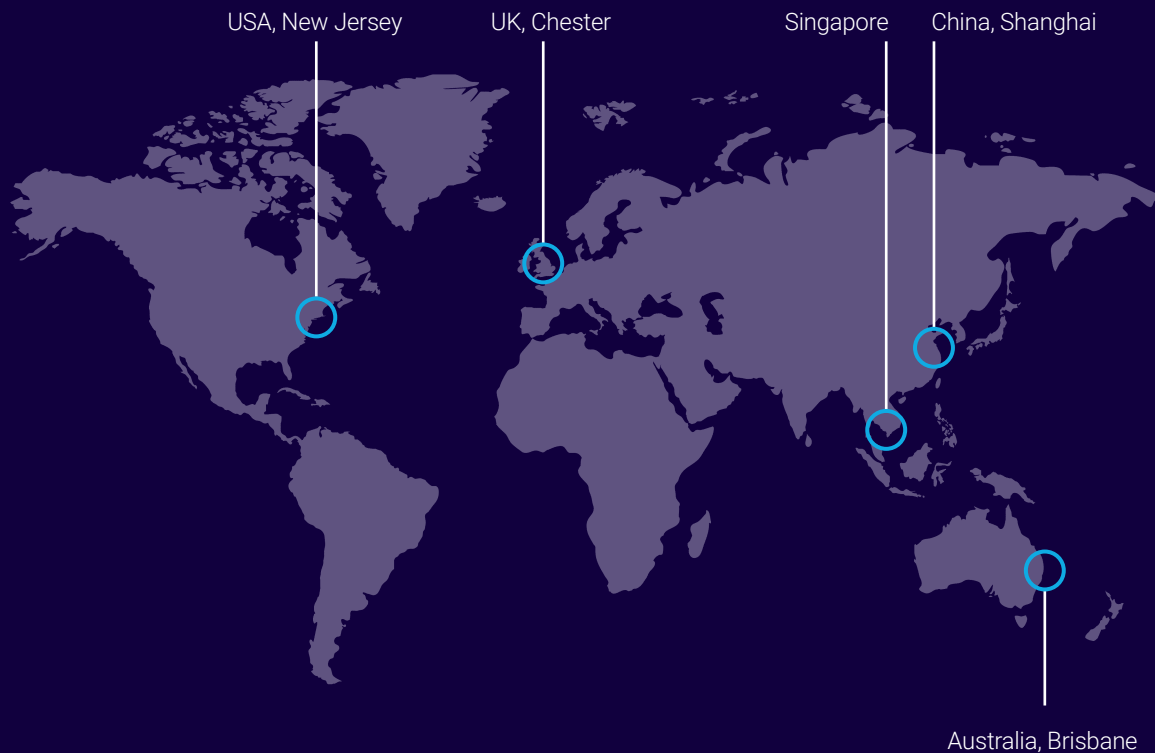 USA, New Jersey
UK, Chester
Singapore
China, Shanghai
Australia, Brisbane